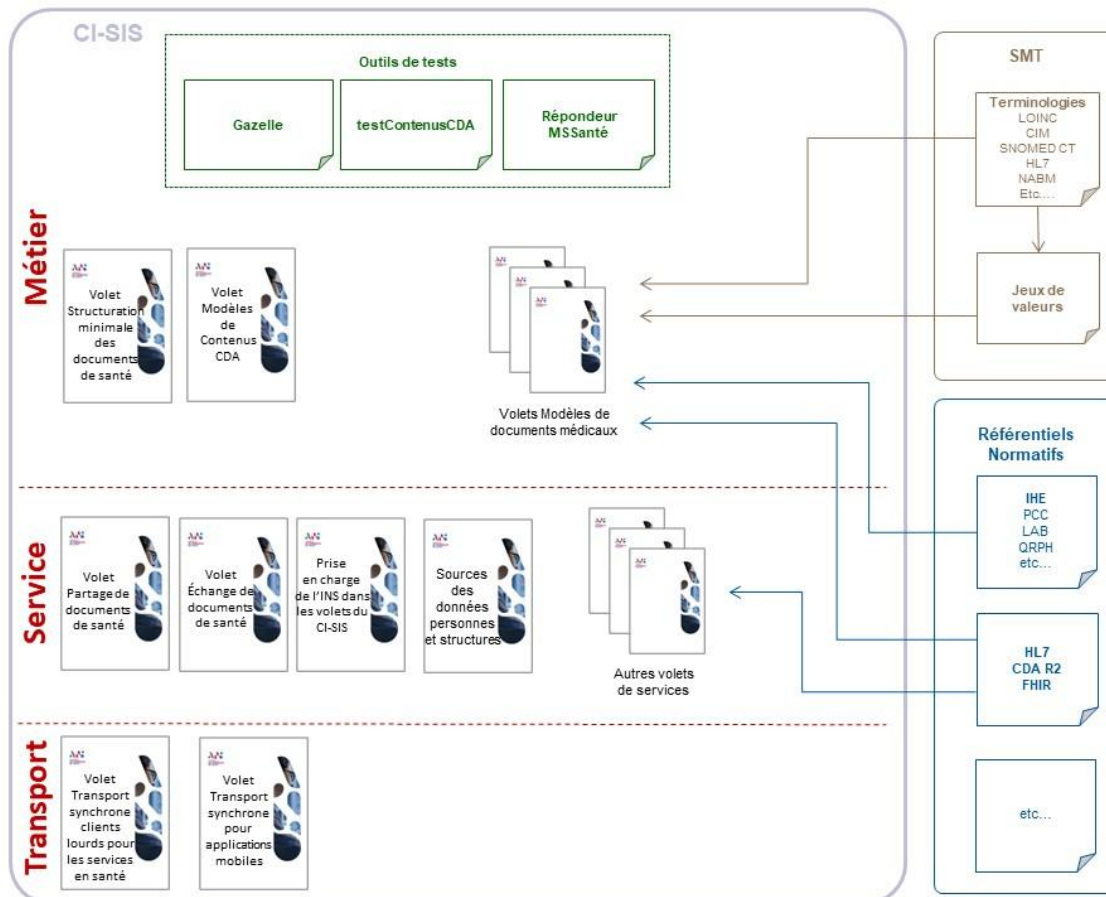 CI-SIS
Outils de tests
Gazelle
testContenusCDA
Répondeur
MSSanté
Métier
Volet
Structuration
minimale
des
documents
de santé
Volet
Modèles
de
Contenus
CDA
Volets Modèles de
documents médicaux
Service
Volet
Partage de
documents
de santé
Volet
Échange de
documents
de santé
Prise
en charge
de l'INS dans
les volets du
CI-SIS
Sources
des
données
personnes
et structures
Autres volets
de services
Transport
Volet
Transport
synchrone
clients
lourds pour
les services
en santé
Volet
Transport
synchrone
pour
applications
mobiles
SMT
Terminologies
LOINC
CIM
SNOMED CT
HL7
NABM
Etc....
Jeux de
valeurs
Référentiels
Normatifs
IHE
PCC
LAB
QRPH
etc...
HL7
CDA R2
FHIR
etc...